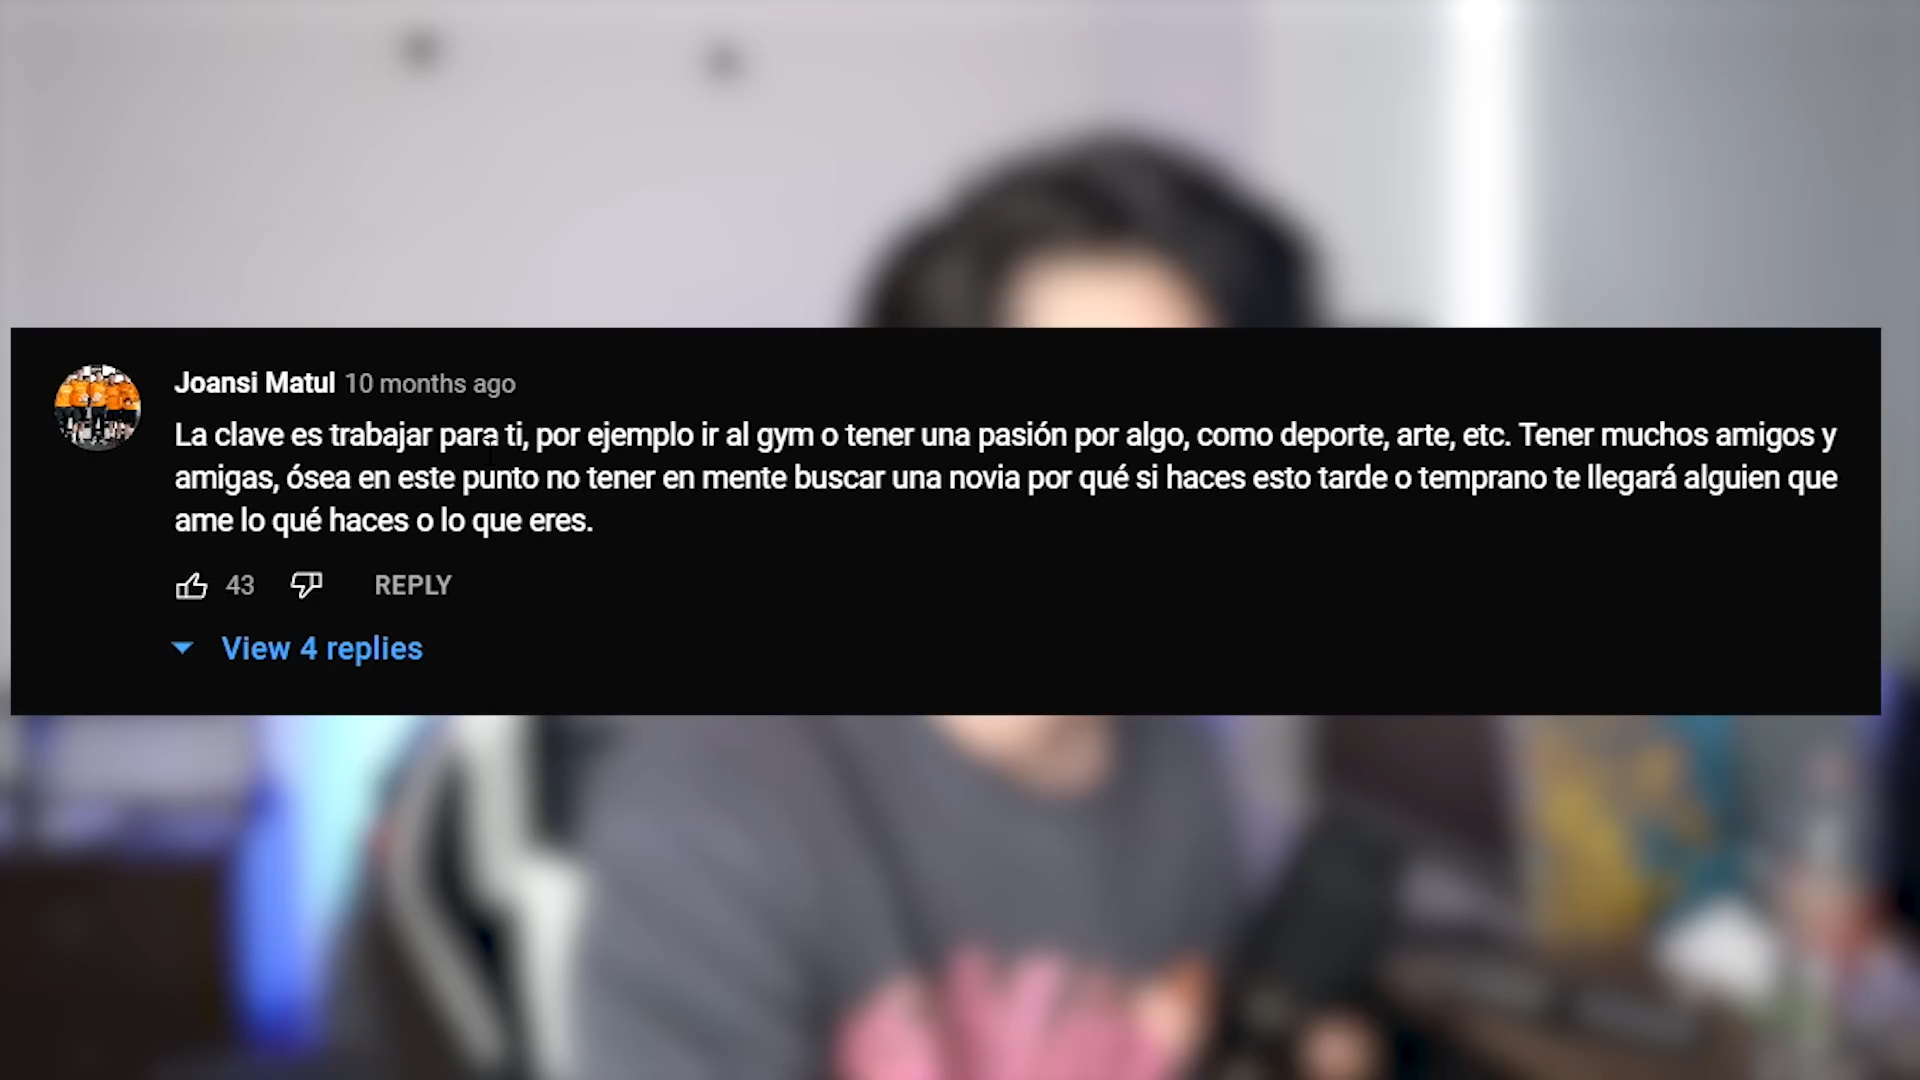 Joansi Matul 10 months ago
La clave es trabajar para ti, por ejemplo ir al gym o tener una pasión por algo, como deporte, arte, etc. Tener muchos amigos y
amigas, ósea en este punto no tener en mente buscar una novia por qué si haces esto tarde o temprano te llegará alguien que
ame lo qué haces o lo que eres.
43 REPLY
View 4 replies